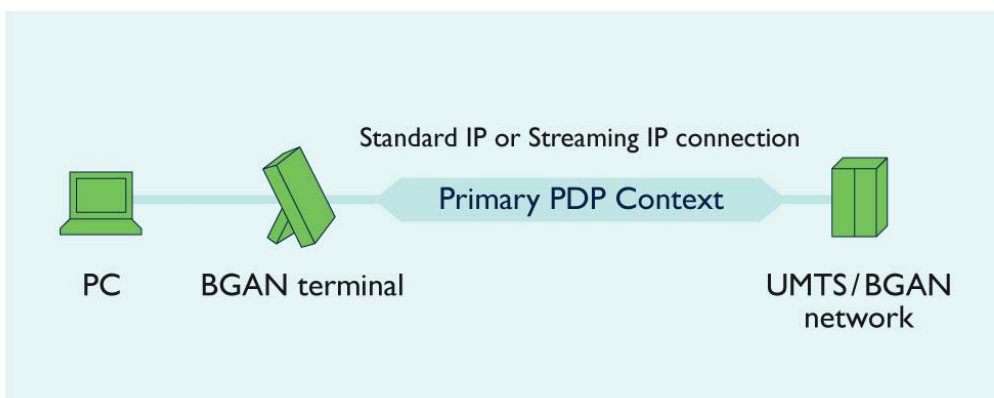 Standard IP or Streaming IP connection
Primary PDP Context
PC
BGAN terminal
UMTS/BGAN
network